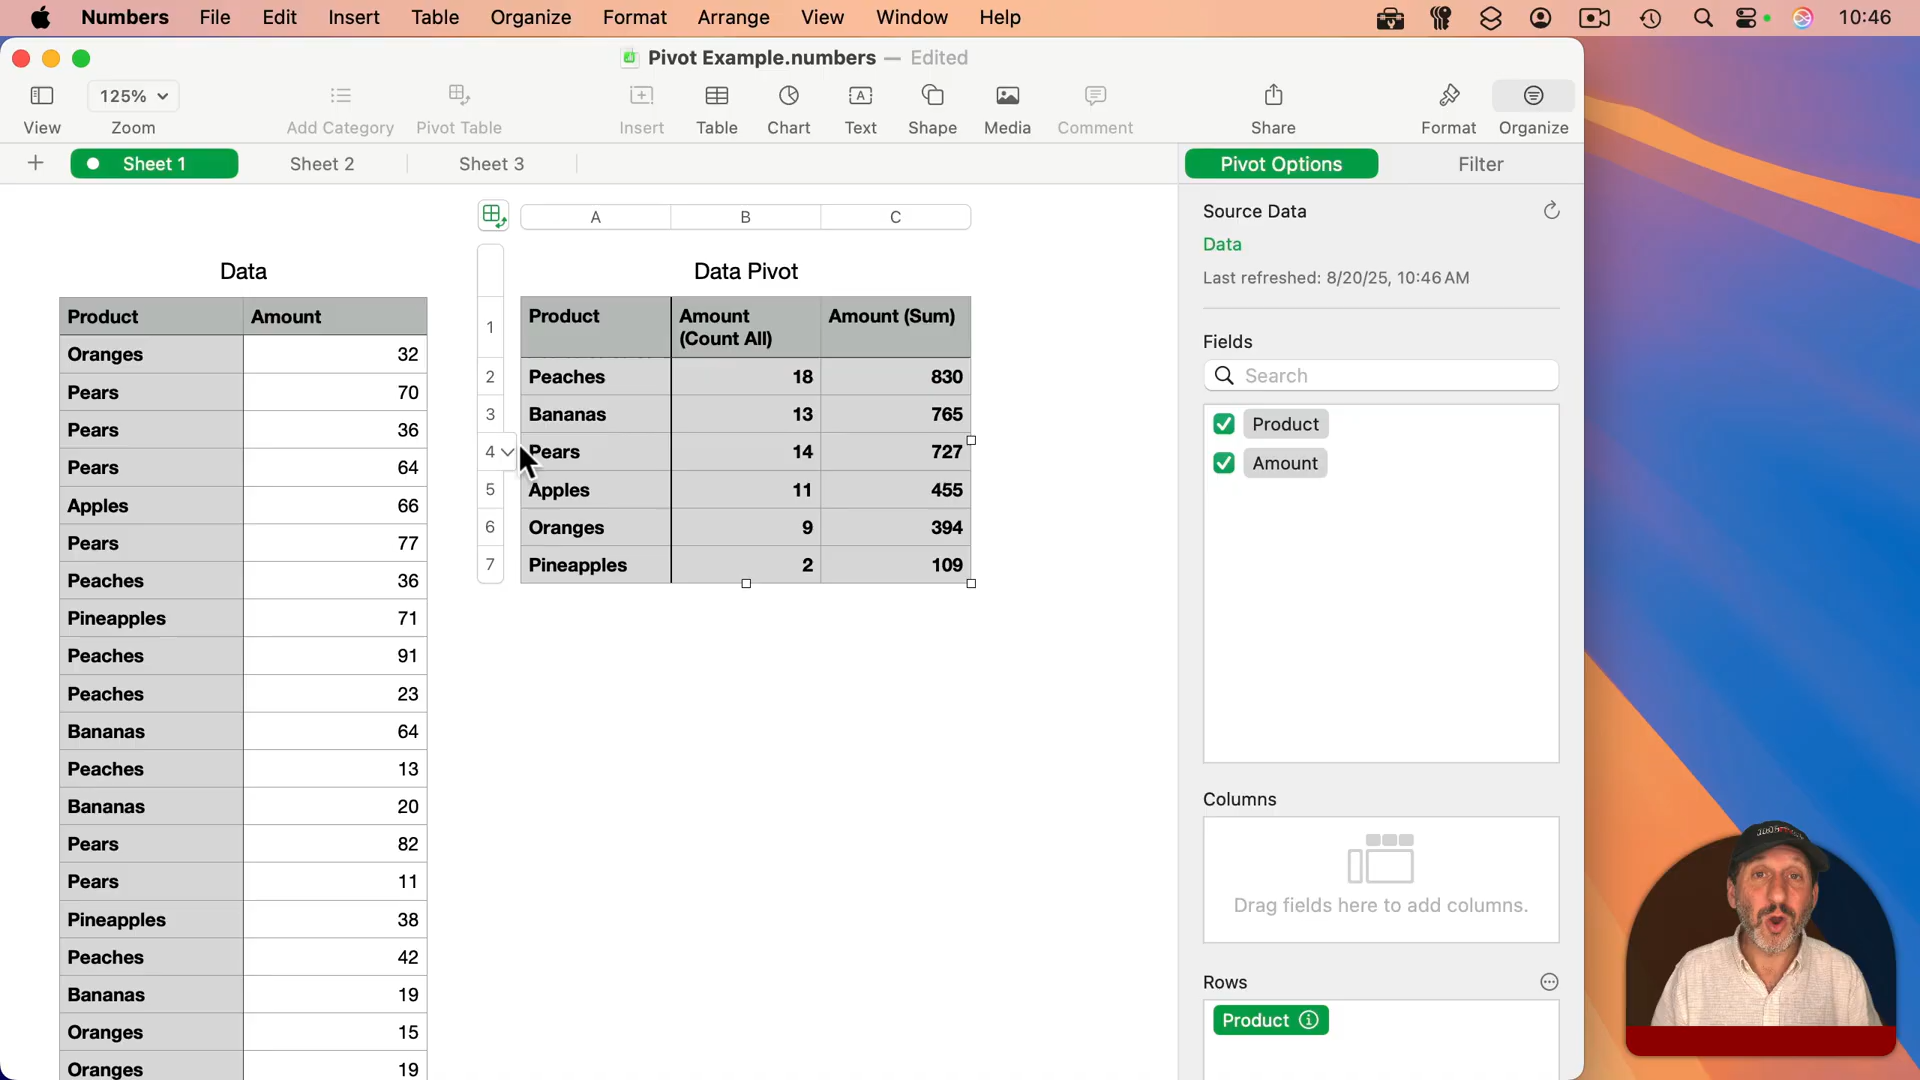 Numbers File Edit Insert Table Organize Format Arrange View Window Help 10:46
Pivot Example.numbers — Edited
125%
View Zoom Add Category Pivot Table Insert Table Chart Text Shape Media Comment Share Format Organize
Sheet 1 Sheet 2 Sheet 3
Pivot Options Filter
Data
Product Amount
Oranges 32
Pears 70
Pears 36
Pears 64
Apples 66
Pears 77
Peaches 36
Pineapples 71
Peaches 91
Peaches 23
Bananas 64
Peaches 13
Bananas 20
Pears 82
Pears 11
Pineapples 38
Peaches 42
Bananas 19
Oranges 15
Oranges 19
A B C
Data Pivot
1 Product Amount (Count All) Amount (Sum)
2 Peaches 18 830
3 Bananas 13 765
4 Pears 14 727
5 Apples 11 455
6 Oranges 9 394
7 Pineapples 2 109
Source Data
Data
Last refreshed: 8/20/25, 10:46 AM
Fields
Search
Product
Amount
Columns
Drag fields here to add columns.
Rows
Product